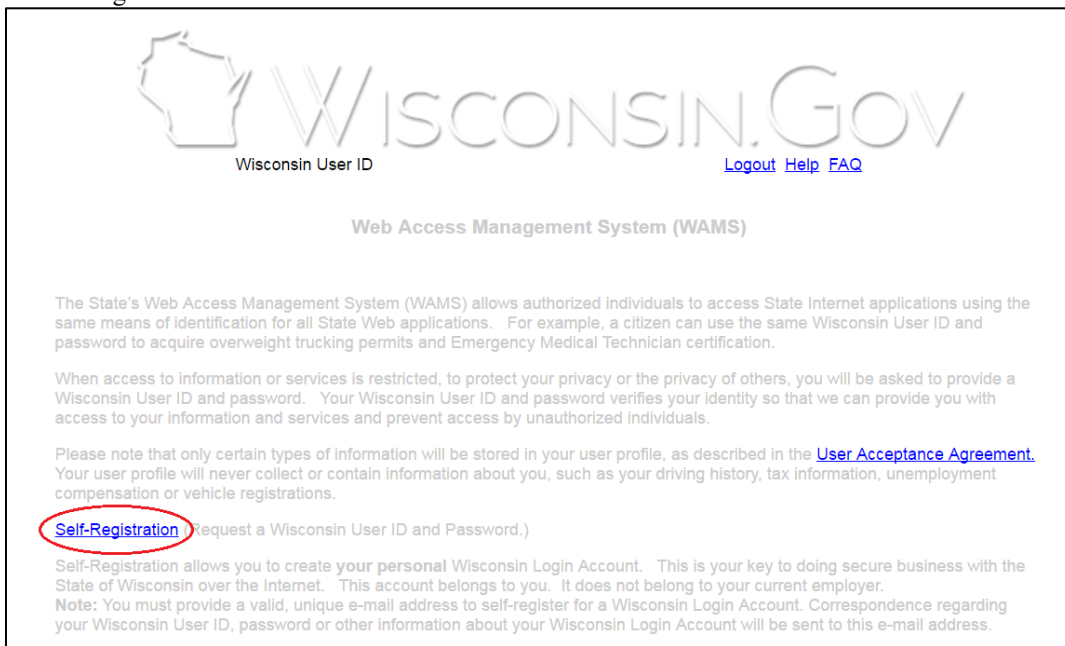 WISCONSIN.GOV
Wisconsin User ID
Logout Help FAQ
Web Access Management System (WAMS)
The State's Web Access Management System (WAMS) allows authorized individuals to access State Internet applications using the
same means of identification for all State Web applications. For example, a citizen can use the same Wisconsin User ID and
password to acquire overweight trucking permits and Emergency Medical Technician certification.
When access to information or services is restricted, to protect your privacy or the privacy of others, you will be asked to provide a
Wisconsin User ID and password. Your Wisconsin User ID and password verifies your identity so that we can provide you with
access to your information and services and prevent access by unauthorized individuals.
Please note that only certain types of information will be stored in your user profile, as described in the User Acceptance Agreement.
Your user profile will never collect or contain information about you, such as your driving history, tax information, unemployment
compensation or vehicle registrations.
Self-Registration (Request a Wisconsin User ID and Password.)
Self-Registration allows you to create your personal Wisconsin Login Account. This is your key to doing secure business with the
State of Wisconsin over the Internet. This account belongs to you. It does not belong to your current employer.
Note: You must provide a valid, unique e-mail address to self-register for a Wisconsin Login Account. Correspondence regarding
your Wisconsin User ID, password or other information about your Wisconsin Login Account will be sent to this e-mail address.